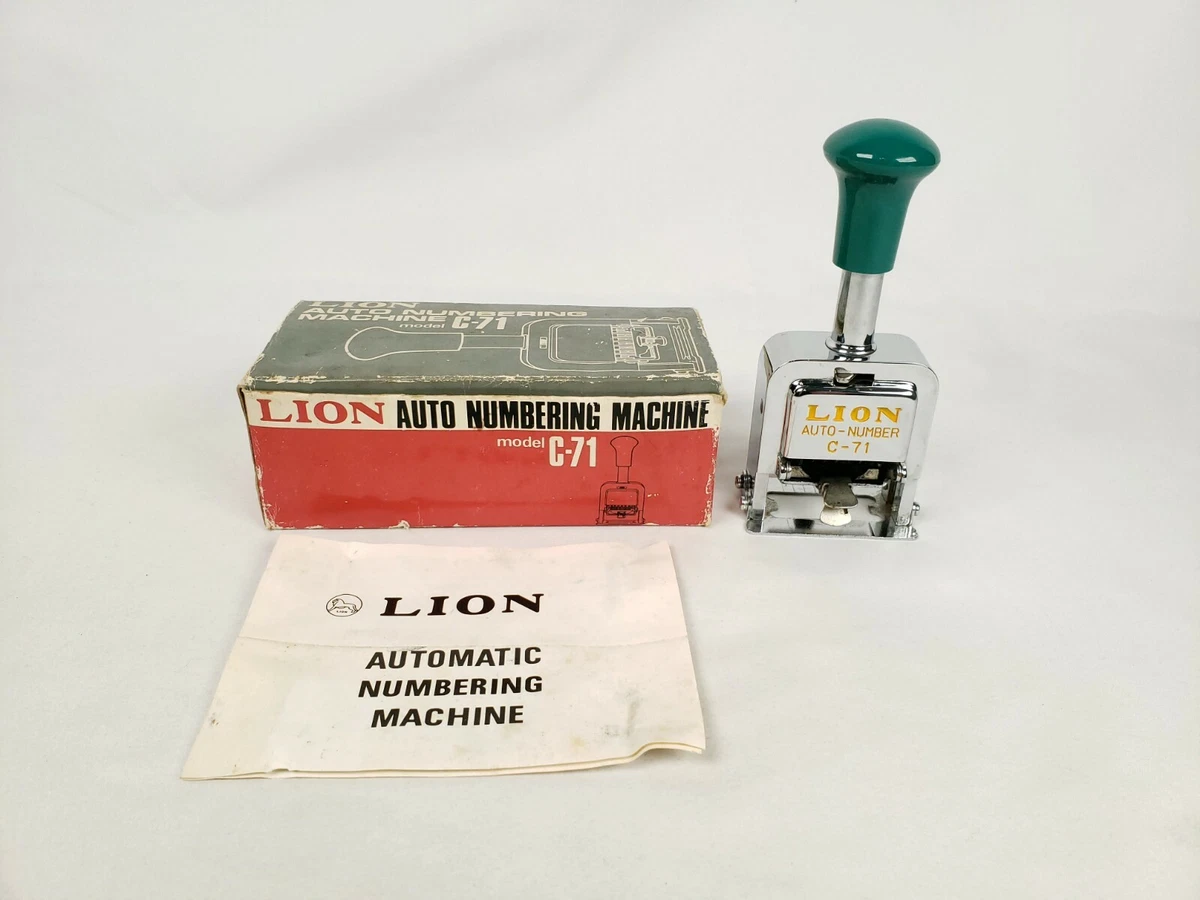 LION
AUTO NUMBERING
MACHINE model C-71
LION AUTO NUMBERING MACHINE
model C-71
LION
AUTO-NUMBER
C-71
LION
LION
AUTOMATIC
NUMBERING
MACHINE